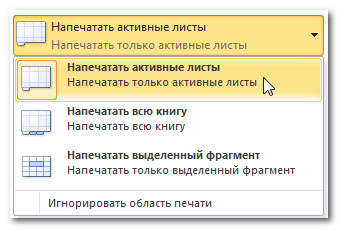 Напечатать активные листы
Напечатать только активные листы
Напечатать активные листы
Напечатать только активные листы
Напечатать всю книгу
Напечатать всю книгу
Напечатать выделенный фрагмент
Напечатать только выделенный фрагмент
Игнорировать область печати